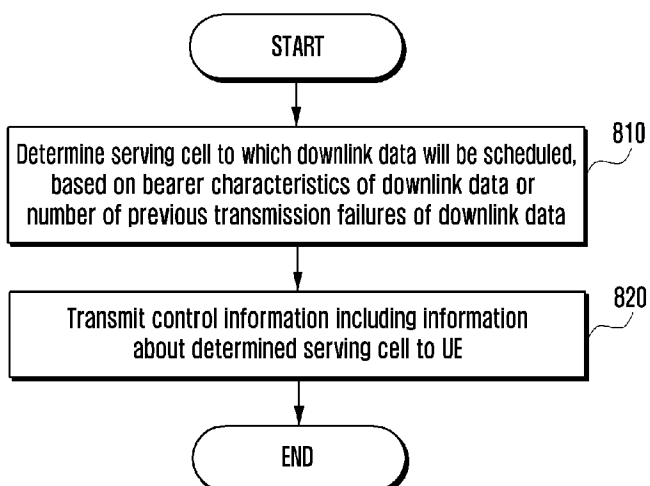 START
810
Determine serving cell to which downlink data will be scheduled,
based on bearer characteristics of downlink data or
number of previous transmission failures of downlink data
820
Transmit control information including information
about determined serving cell to UE
END